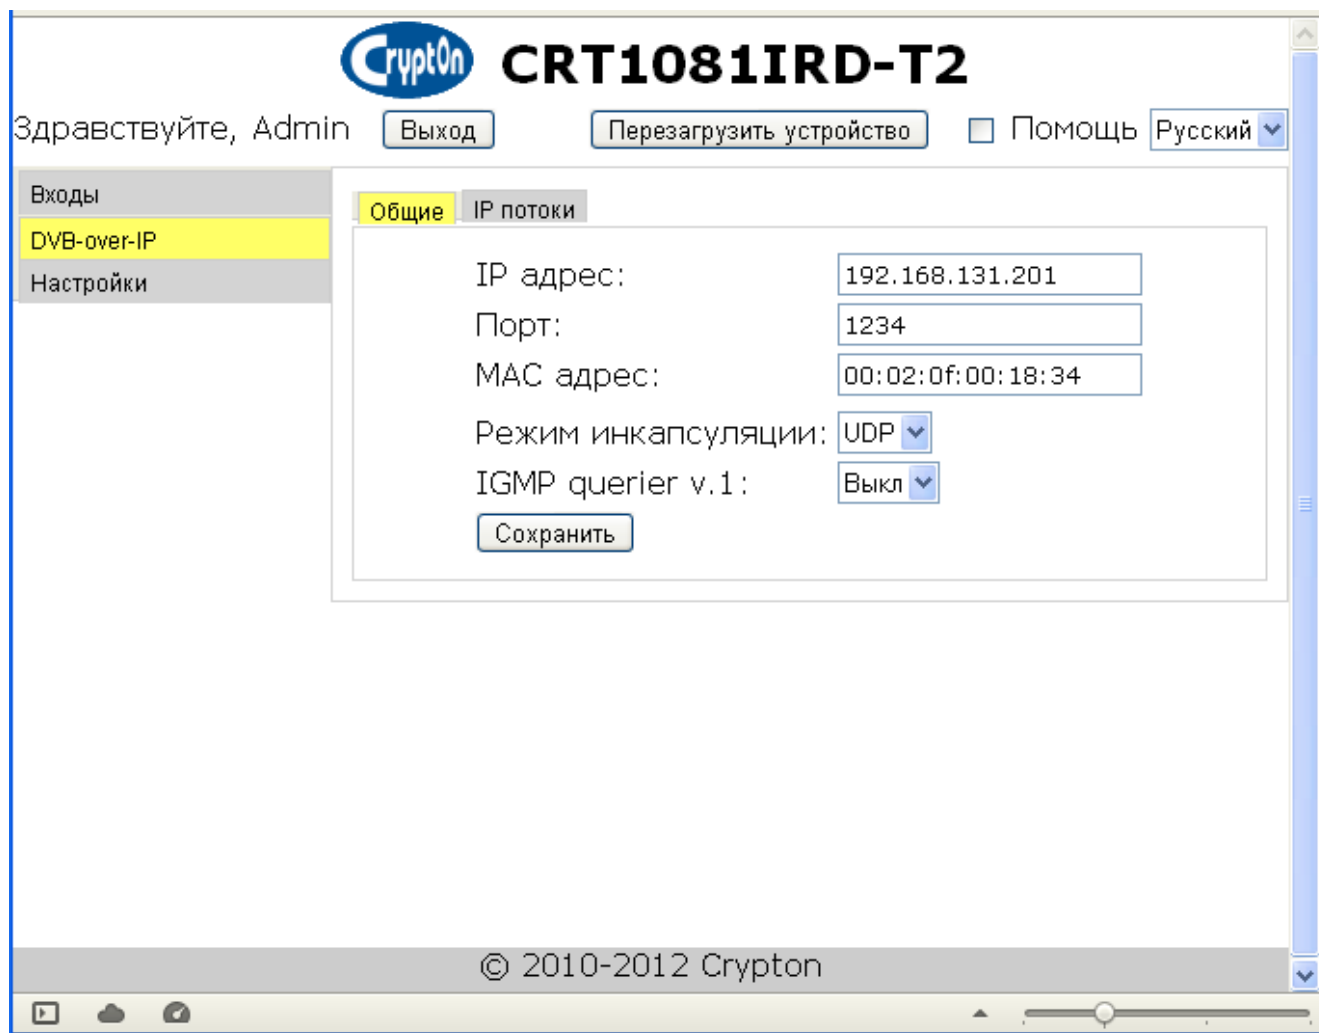 CryptOn CRT1081IRD-T2
Здравствуйте, Admin Выход Перезагрузить устройство Помощь Русский
Входы
DVB-over-IP
Настройки
Общие IP потоки
IP адрес: 192.168.131.201
Порт: 1234
MAC адрес: 00:02:0f:00:18:34
Режим инкапсуляции: UDP
IGMP querier v.1: Выкл
Сохранить
© 2010-2012 Crypton